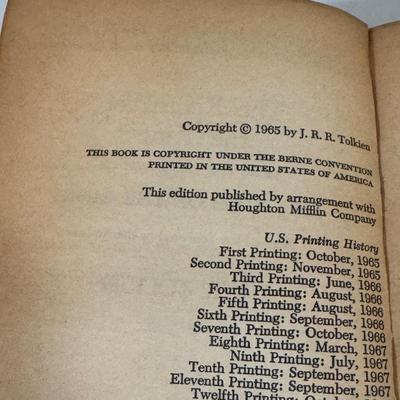 Copyright © 1965 by J. R. R. Tolkien
THIS BOOK IS COPYRIGHT UNDER THE BERNE CONVENTION
PRINTED IN THE UNITED STATES OF AMERICA
This edition published by arrangement with
Houghton Mifflin Company
U.S. Printing History
First Printing: October, 1965
Second Printing: November, 1965
Third Printing: June, 1966
Fourth Printing: August, 1966
Fifth Printing: August, 1966
Sixth Printing: September, 1966
Seventh Printing: October, 1966
Eighth Printing: March, 1967
Ninth Printing: July, 1967
Tenth Printing: September, 1967
Eleventh Printing: September, 1967
Twelfth Printing: October,